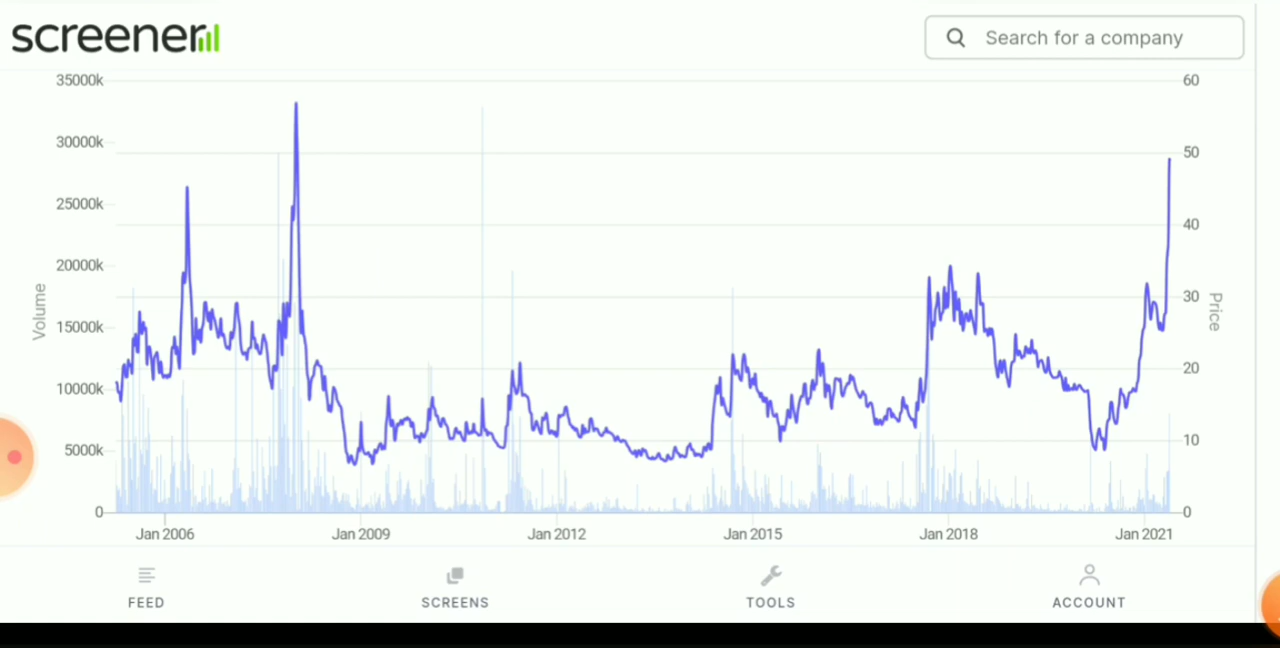 screener
Search for a company
35000k
30000k
25000k
20000k
15000k
10000k
5000k
0
Volume
60
50
40
30
20
10
0
Price
Jan 2006
Jan 2009
Jan 2012
Jan 2015
Jan 2018
Jan 2021
FEED
SCREENS
TOOLS
ACCOUNT